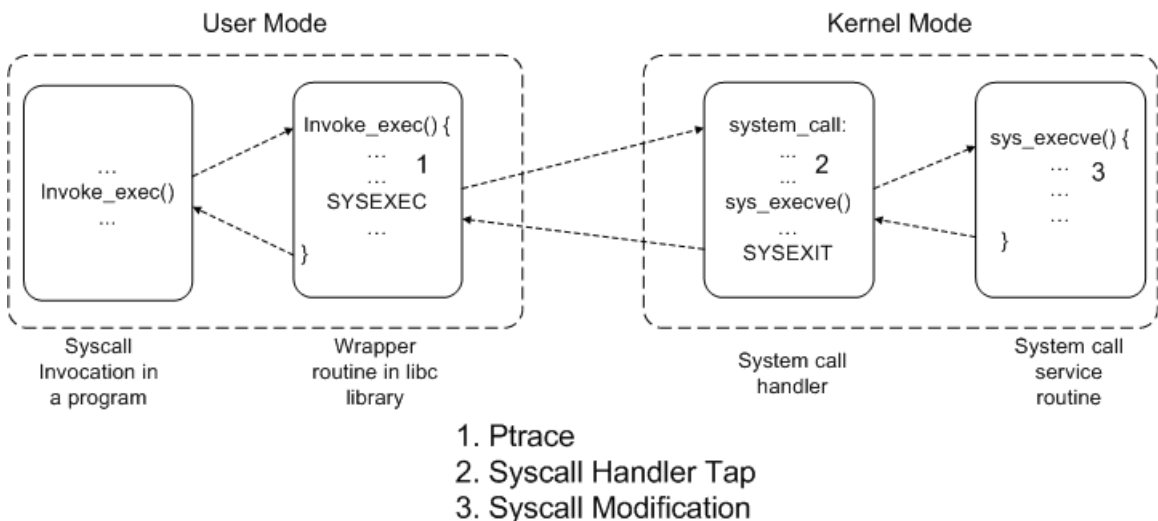 User Mode
Kernel Mode
...
Invoke_exec()
...
Invoke_exec() {
...
1
...
SYSEXEC
...
}
system_call:
...
2
...
sys_execve()
...
SYSEXIT
sys_execve() {
...
3
...
...
}
Syscall
Invocation in
a program
Wrapper
routine in libc
library
System call
handler
System call
service
routine
1. Ptrace
2. Syscall Handler Tap
3. Syscall Modification